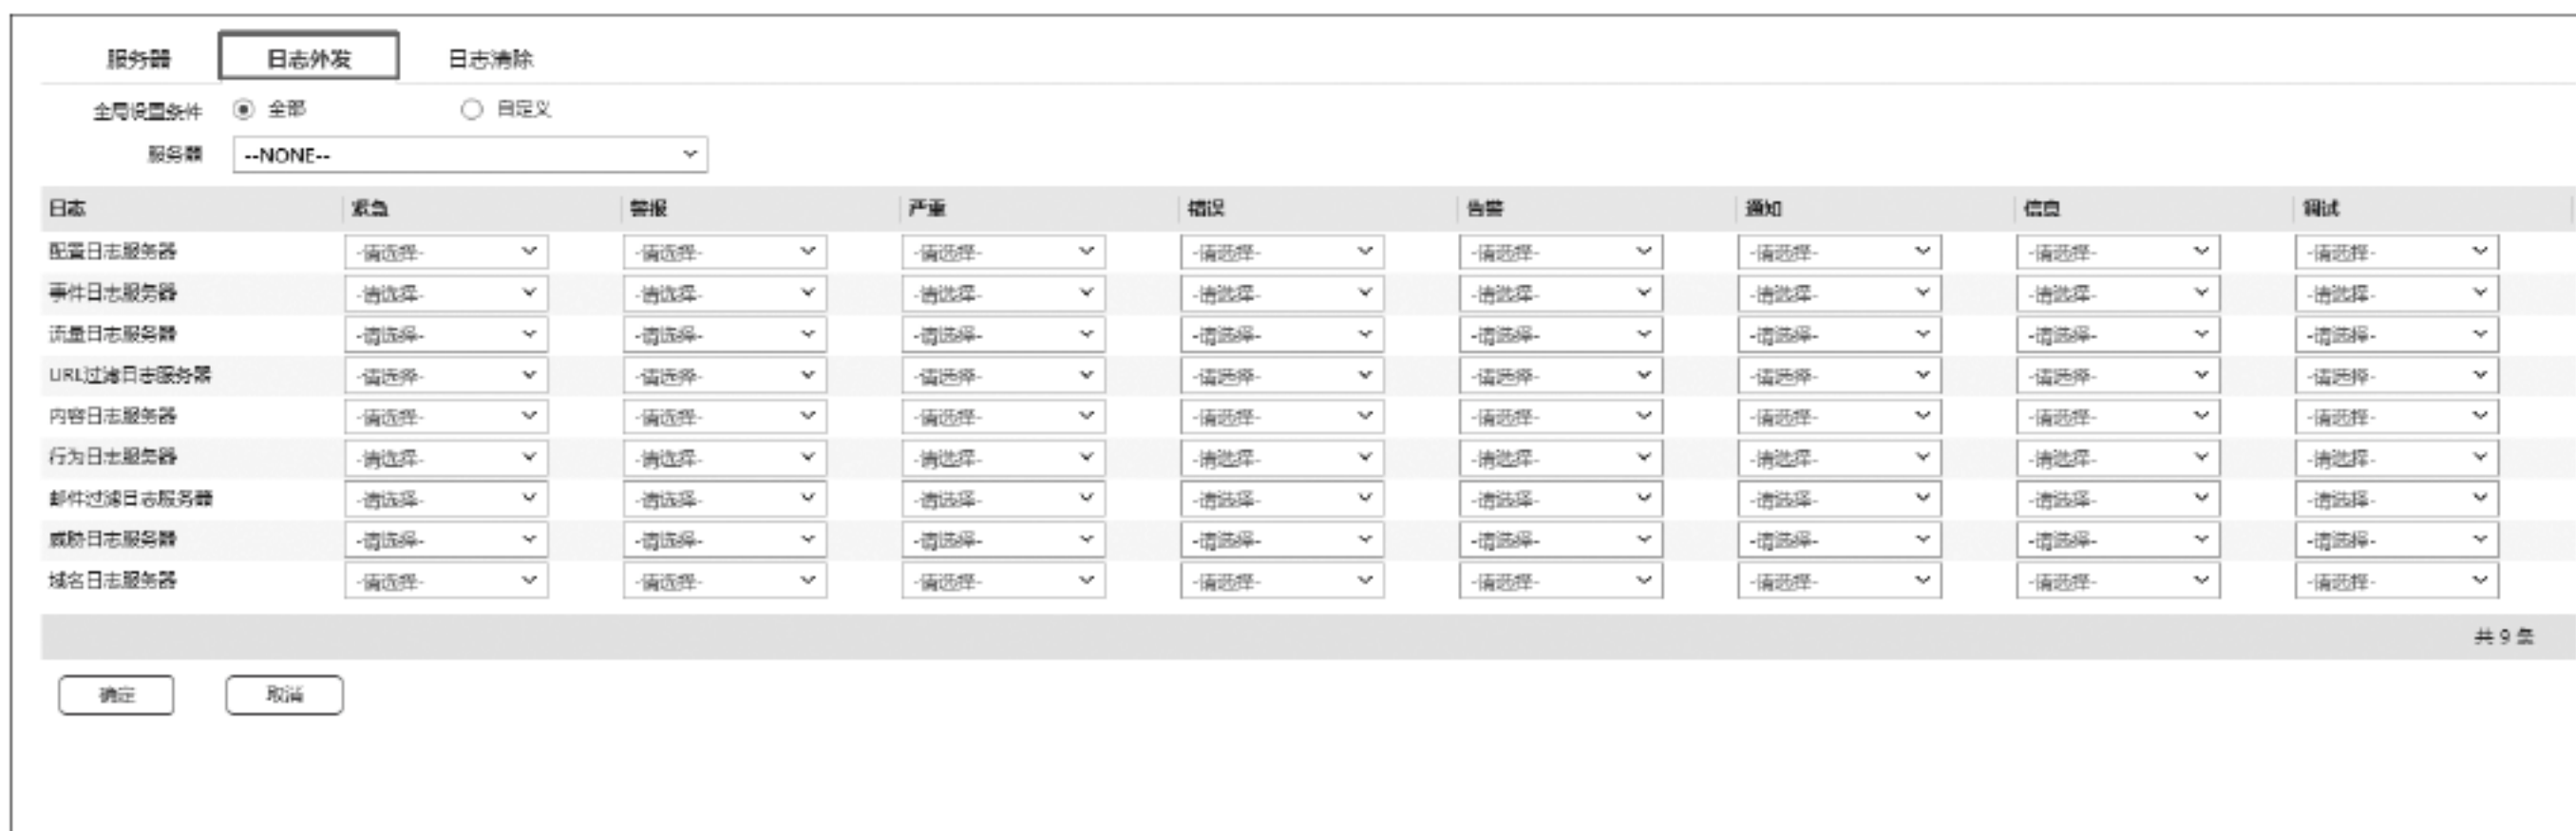 服务器 日志外发 日志清除
全局设置条件 全部 自定义
服务器 --NONE--
日志 紧急 警报 严重 错误 告警 通知 信息 调试
配置日志服务器 -请选择- -请选择- -请选择- -请选择- -请选择- -请选择- -请选择- -请选择-
事件日志服务器 -请选择- -请选择- -请选择- -请选择- -请选择- -请选择- -请选择- -请选择-
流量日志服务器 -请选择- -请选择- -请选择- -请选择- -请选择- -请选择- -请选择- -请选择-
URL过滤日志服务器 -请选择- -请选择- -请选择- -请选择- -请选择- -请选择- -请选择- -请选择-
内容日志服务器 -请选择- -请选择- -请选择- -请选择- -请选择- -请选择- -请选择- -请选择-
行为日志服务器 -请选择- -请选择- -请选择- -请选择- -请选择- -请选择- -请选择- -请选择-
邮件过滤日志服务器 -请选择- -请选择- -请选择- -请选择- -请选择- -请选择- -请选择- -请选择-
威胁日志服务器 -请选择- -请选择- -请选择- -请选择- -请选择- -请选择- -请选择- -请选择-
域名日志服务器 -请选择- -请选择- -请选择- -请选择- -请选择- -请选择- -请选择- -请选择-
共 9 条
确定 取消